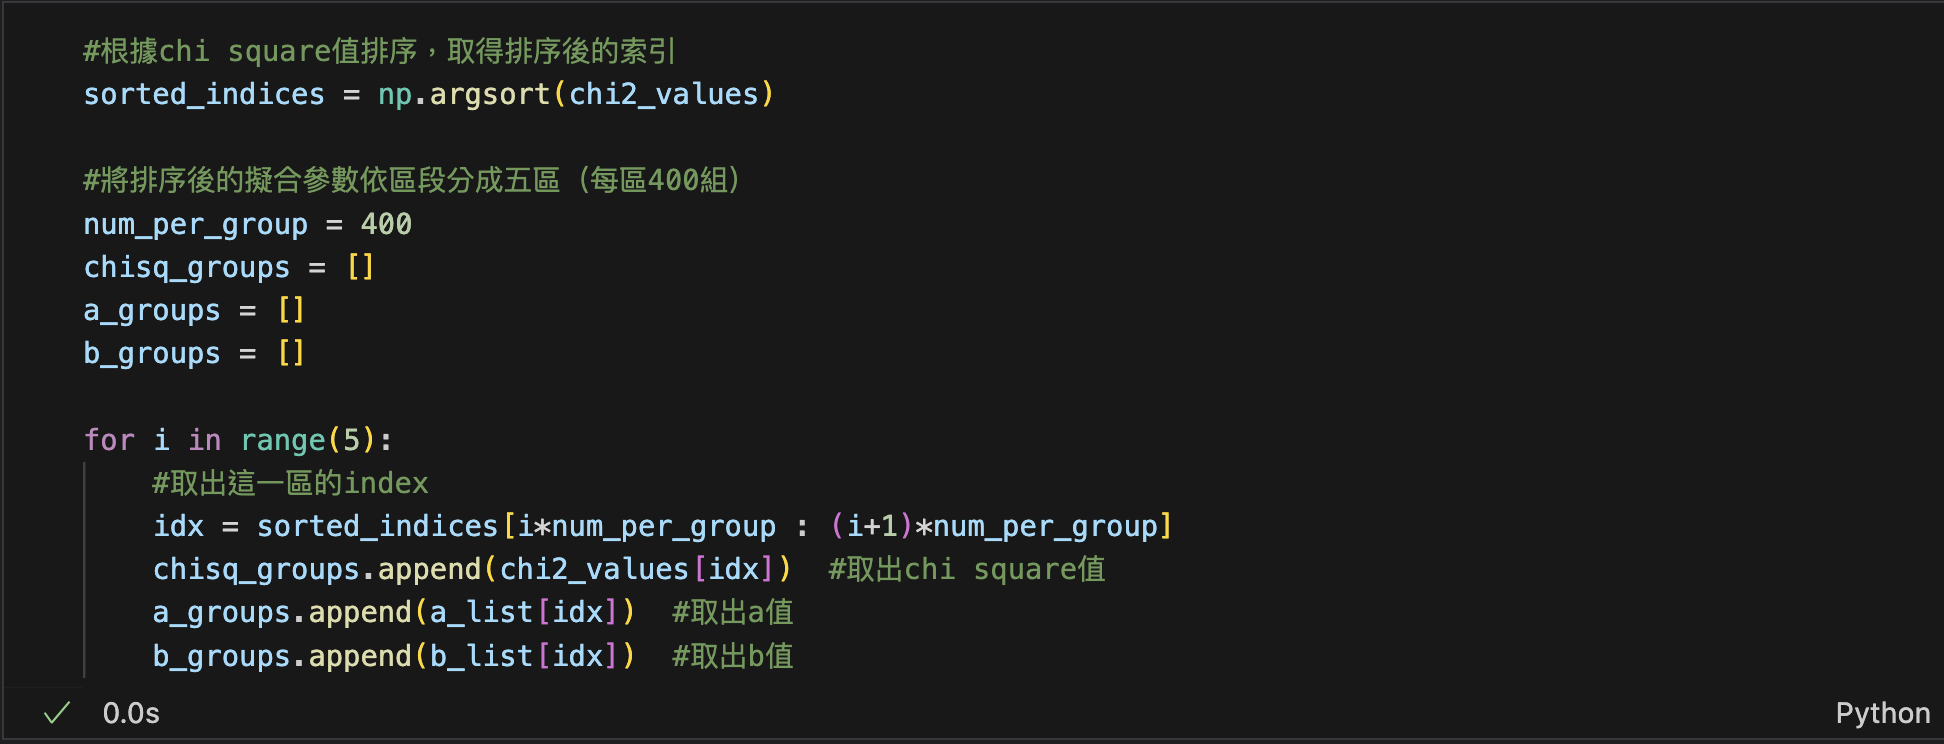 #根據chi square值排序，取得排序後的索引
sorted_indices = np.argsort(chi2_values)
#將排序後的擬合參數依區段分成五區（每區400組）
num_per_group = 400
chisq_groups = []
a_groups = []
b_groups = []
for i in range(5):
    #取出這一區的index
    idx = sorted_indices[i*num_per_group : (i+1)*num_per_group]
    chisq_groups.append(chi2_values[idx])  #取出chi square值
    a_groups.append(a_list[idx])  #取出a值
    b_groups.append(b_list[idx])  #取出b值
✓ 0.0s
Python